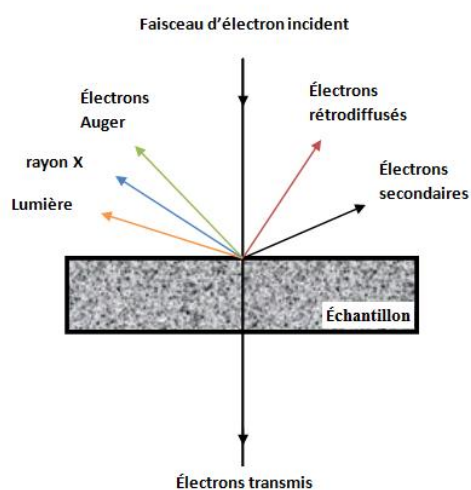 Faisceau d'électron incident
Électrons
Auger
Électrons
rétrodiffusés
rayon X
Électrons
secondaires
Lumière
Échantillon
Électrons transmis